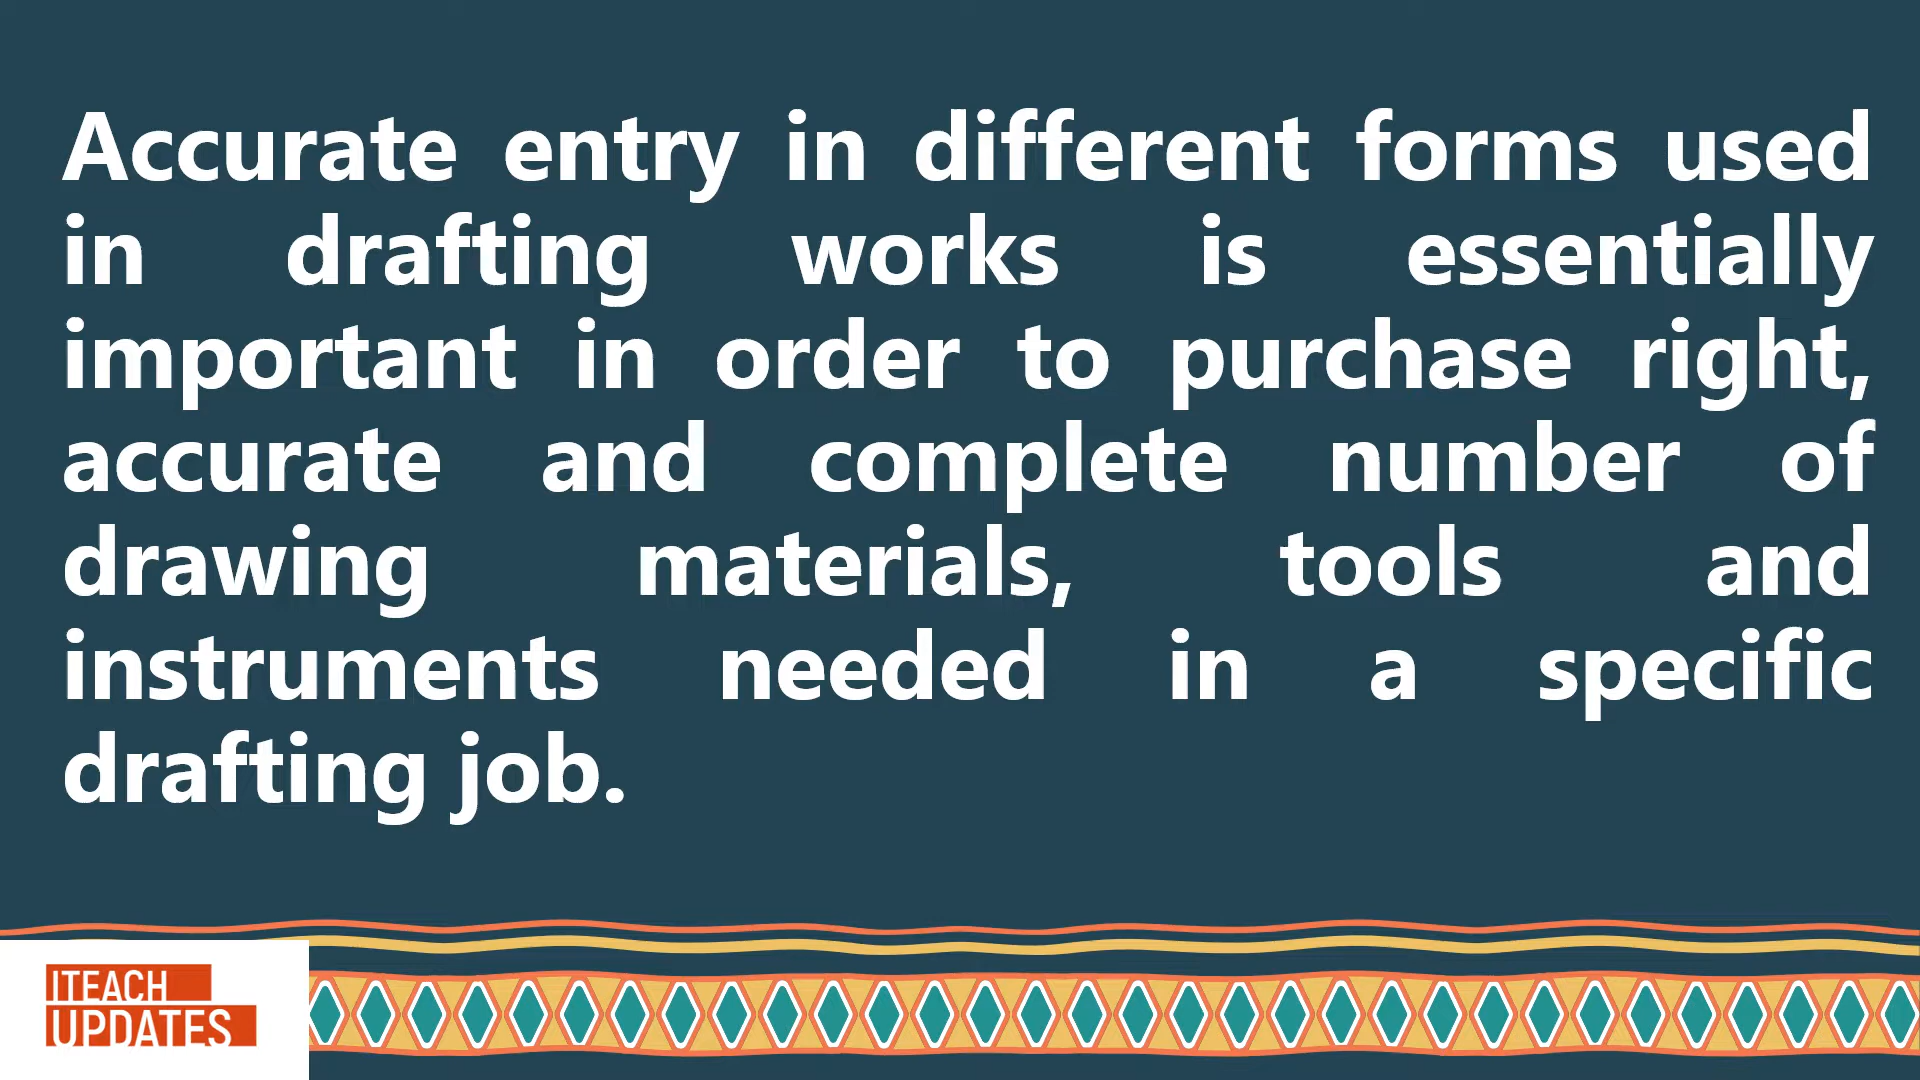 Accurate entry in different forms used
in drafting works is essentially
important in order to purchase right,
accurate and complete number of
drawing materials, tools and
instruments needed in a specific
drafting job.
ITEACH
UPDATES